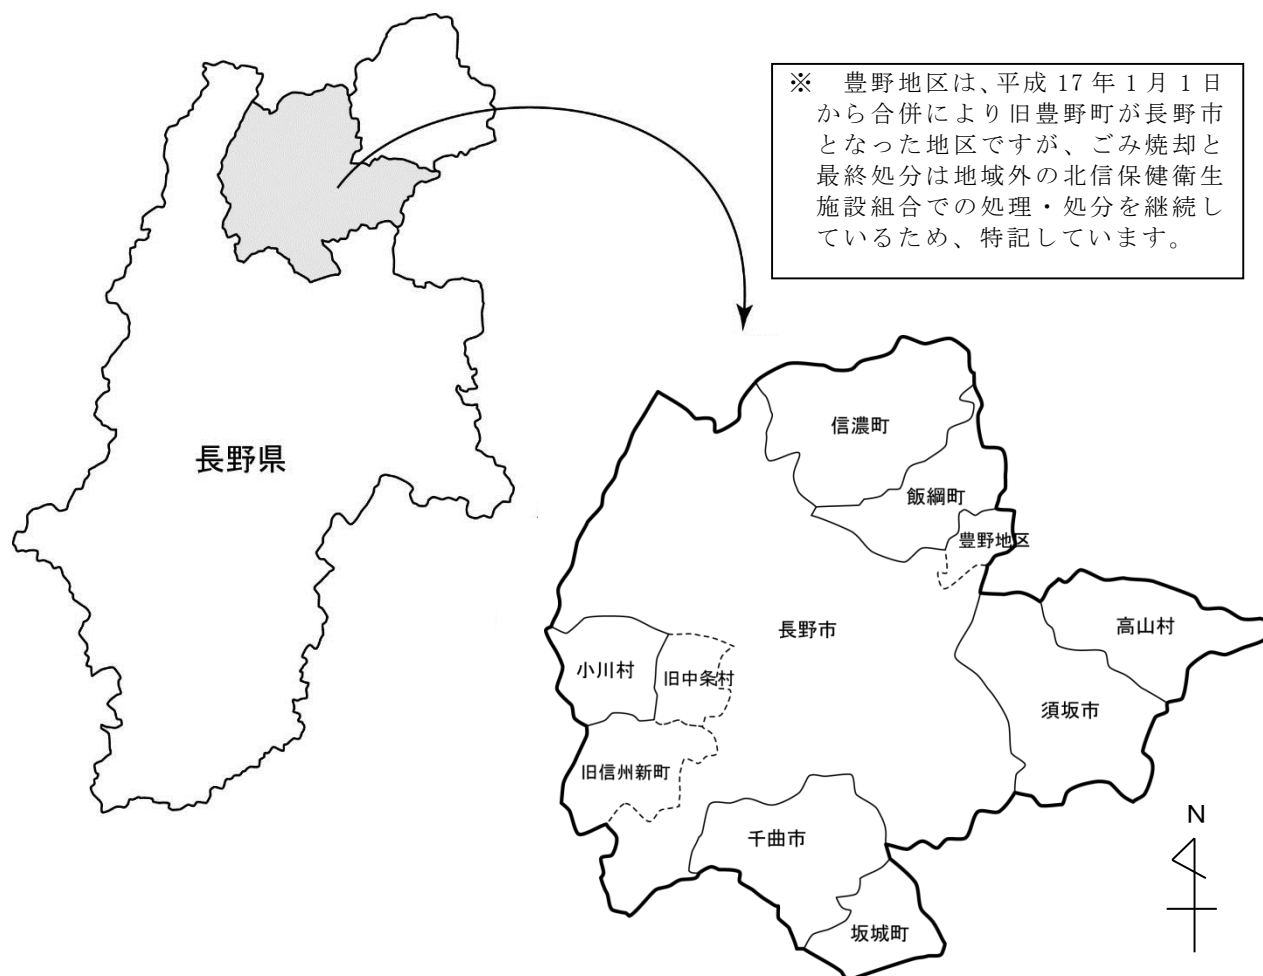 ※ 豊野地区は、平成 17 年 1 月 1 日
から合併により旧豊野町が長野市
となった地区ですが、ごみ焼却と
最終処分は地域外の北信保健衛生
施設組合での処理・処分を継続し
ているため、特記しています。
長野県
信濃町
飯綱町
豊野地区
長野市
高山村
小川村
旧中条村
須坂市
旧信州新町
千曲市
坂城町
N